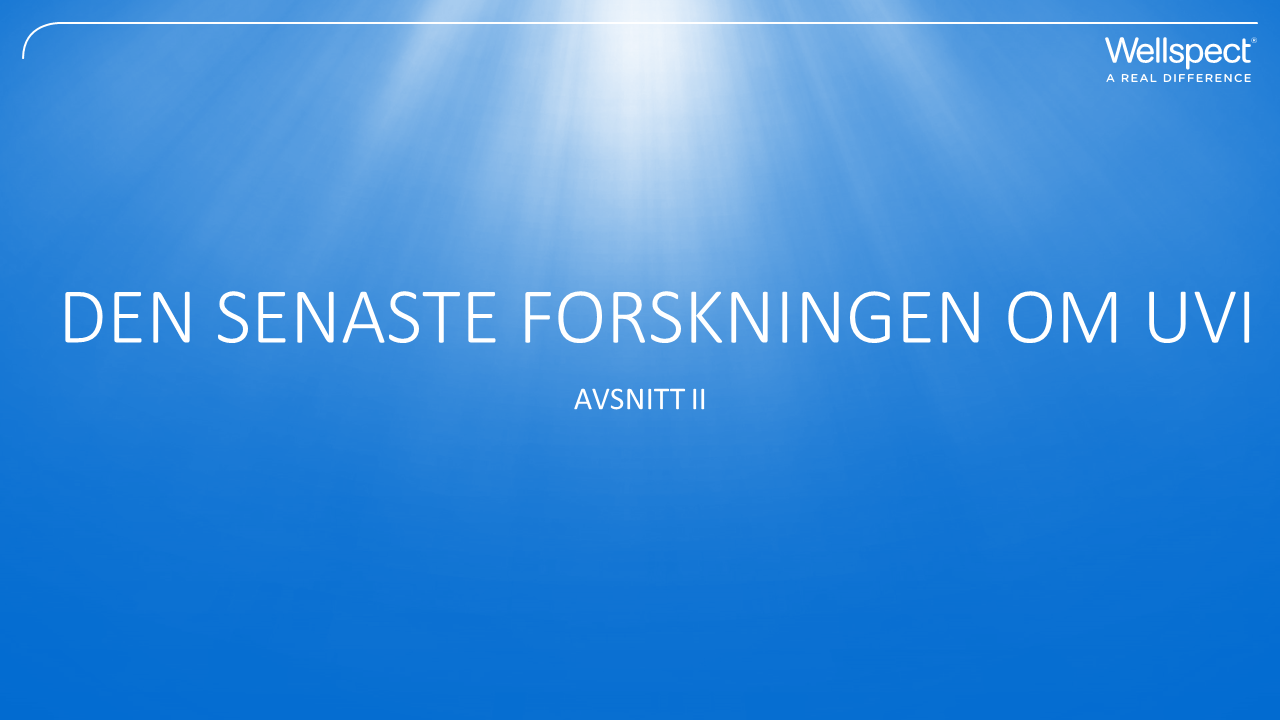 Wellspect®
A REAL DIFFERENCE
DEN SENASTE FORSKNINGEN OM UVI
AVSNITT II